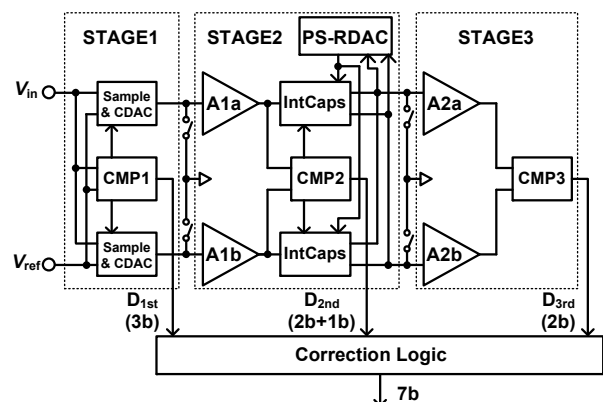 STAGE1
STAGE2
PS-RDAC
STAGE3
Vin
Sample
& CDAC
A1a
IntCaps
A2a
CMP1
CMP2
CMP3
Vref
Sample
& CDAC
A1b
IntCaps
A2b
D1st
(3b)
D2nd
(2b+1b)
D3rd
(2b)
Correction Logic
7b